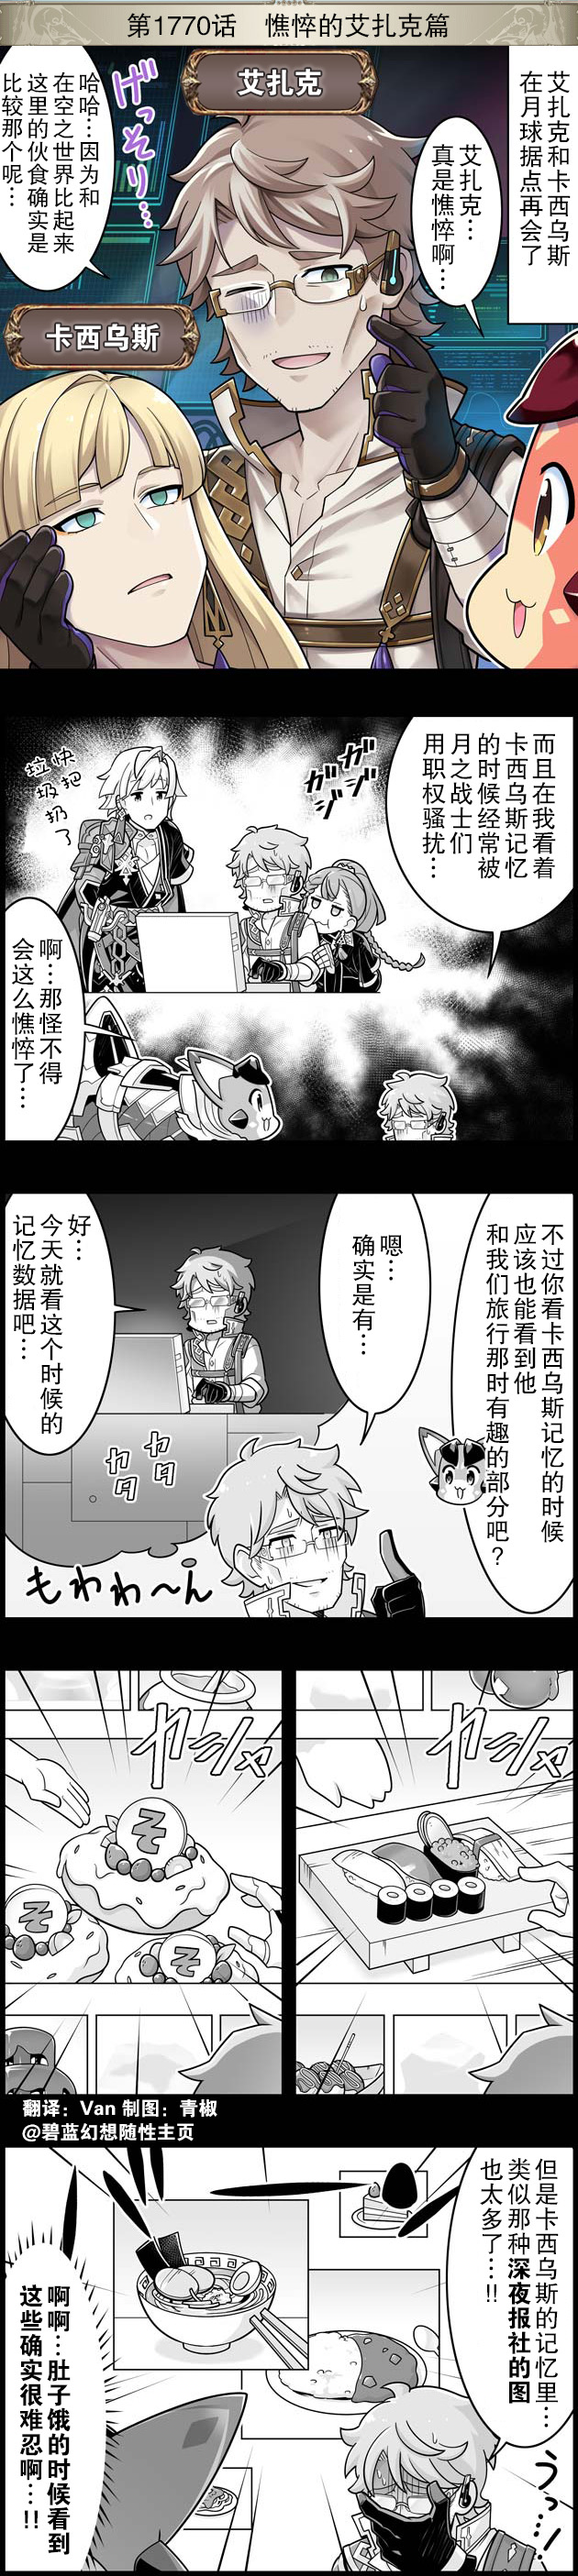 第1770话　憔悴的艾扎克篇
艾扎克和卡西乌斯
在月球据点再会了
艾扎克…
真是憔悴啊…
艾扎克
げっそり…
哈哈…因为和
在空之世界比起来
这里的伙食确实是
比较那个呢…
卡西乌斯
而且在我看着
卡西乌斯记忆
的时候经常被
月之战士们
用职权骚扰…
ガジガジ
快把
垃圾
扔了
啊…那怪不得
会这么憔悴了…
不过你看卡西乌斯记忆的时候
应该也能看到他
和我们旅行那时有趣的部分吧？
嗯…
确实是有…
好…
今天就看这个时候的
记忆数据吧…
カタ
カタ
もわわ～ん
カシャ
カシャ
そ
そ
そ
翻译：Van 制图：青椒
@碧蓝幻想随性主页
但是卡西乌斯的记忆里…
类似那种深夜报社的图
也太多了…!!
うっ…!
啊啊…肚子饿的时候看到
这些确实很难忍啊…!!